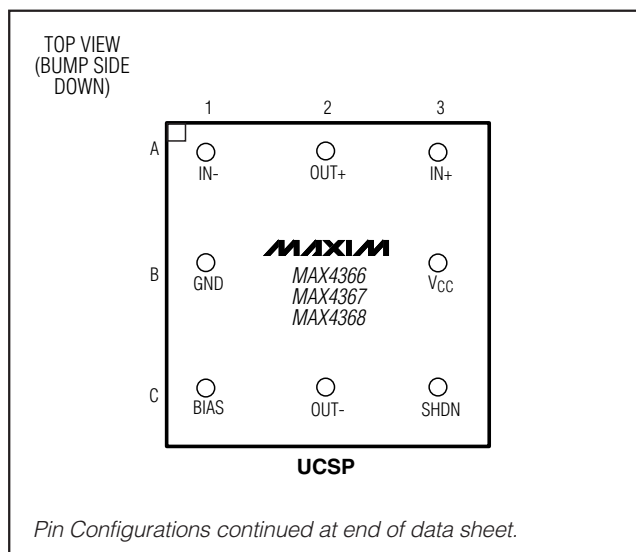 TOP VIEW
(BUMP SIDE
DOWN)
1 2 3
A
IN- OUT+ IN+
MAXIM
B
GND MAX4366 VCC
MAX4367
MAX4368
C
BIAS OUT- SHDN
UCSP
Pin Configurations continued at end of data sheet.